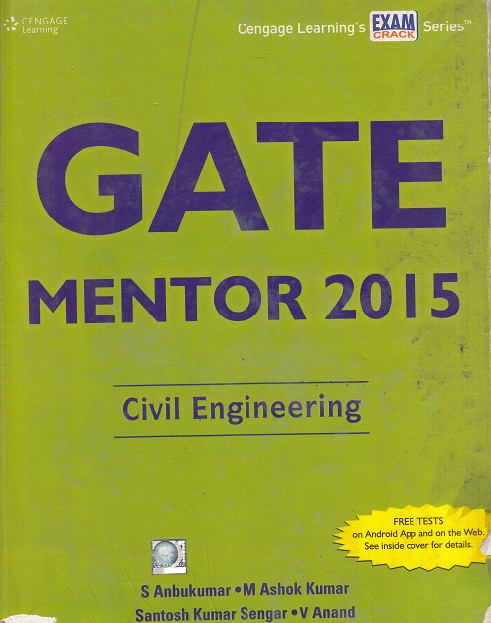 CENGAGE
Learning™
Cengage Learning's EXAM CRACK Series™
GATE
MENTOR 2015
Civil Engineering
FREE TESTS
on Android App and on the Web.
See inside cover for details.
S Anbukumar • M Ashok Kumar
Santosh Kumar Sengar • V Anand